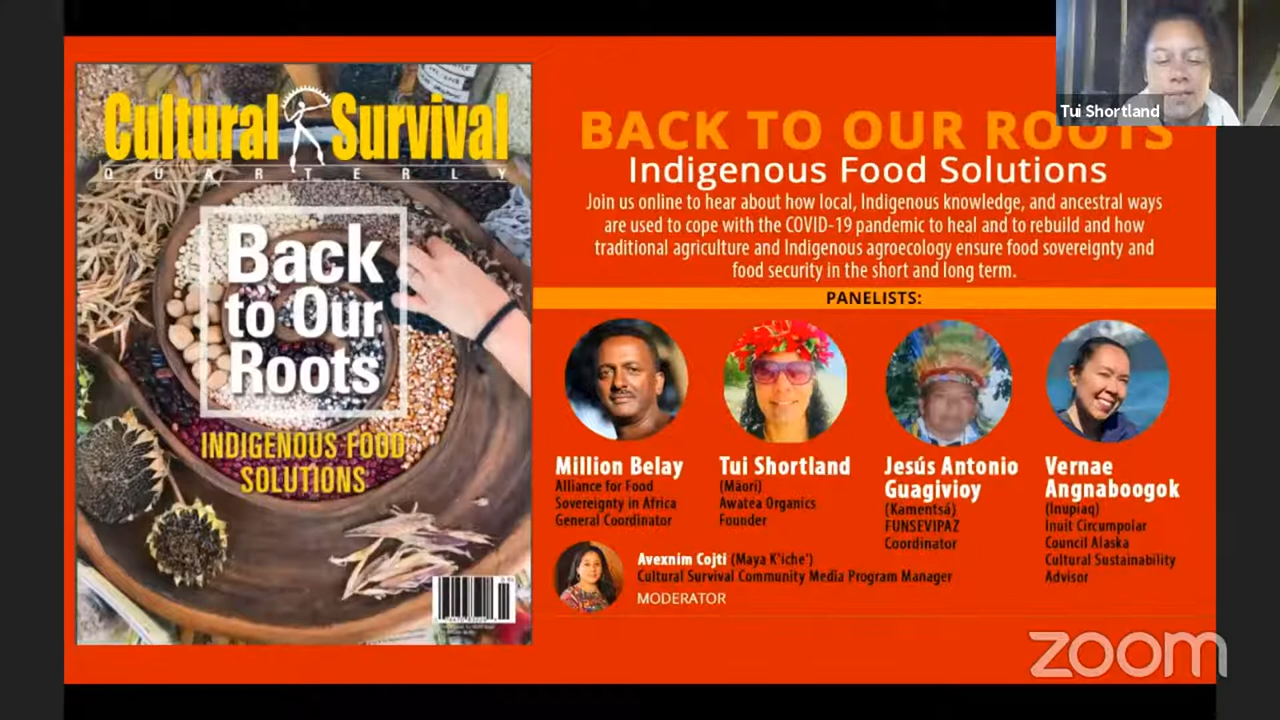 Cultural Survival
QUARTERLY
Back
to Our
Roots
INDIGENOUS FOOD
SOLUTIONS
Tui Shortland
BACK TO OUR ROOTS
Indigenous Food Solutions
Join us online to hear about how local, Indigenous knowledge, and ancestral ways
are used to cope with the COVID-19 pandemic to heal and to rebuild and how
traditional agriculture and Indigenous agroecology ensure food sovereignty and
food security in the short and long term.
PANELISTS:
Million Belay
Alliance for Food
Sovereignty in Africa
General Coordinator
Tui Shortland
(Māori)
Awatea Organics
Founder
Jesús Antonio
Guagivioy
(Kamentsá)
FUNSEVIPAZ
Coordinator
Vernae
Angnaboogok
(Inupiaq)
Inuit Circumpolar
Council Alaska
Cultural Sustainability
Advisor
Avexnim Cojti (Maya K'iche')
Cultural Survival Community Media Program Manager
MODERATOR
zoom